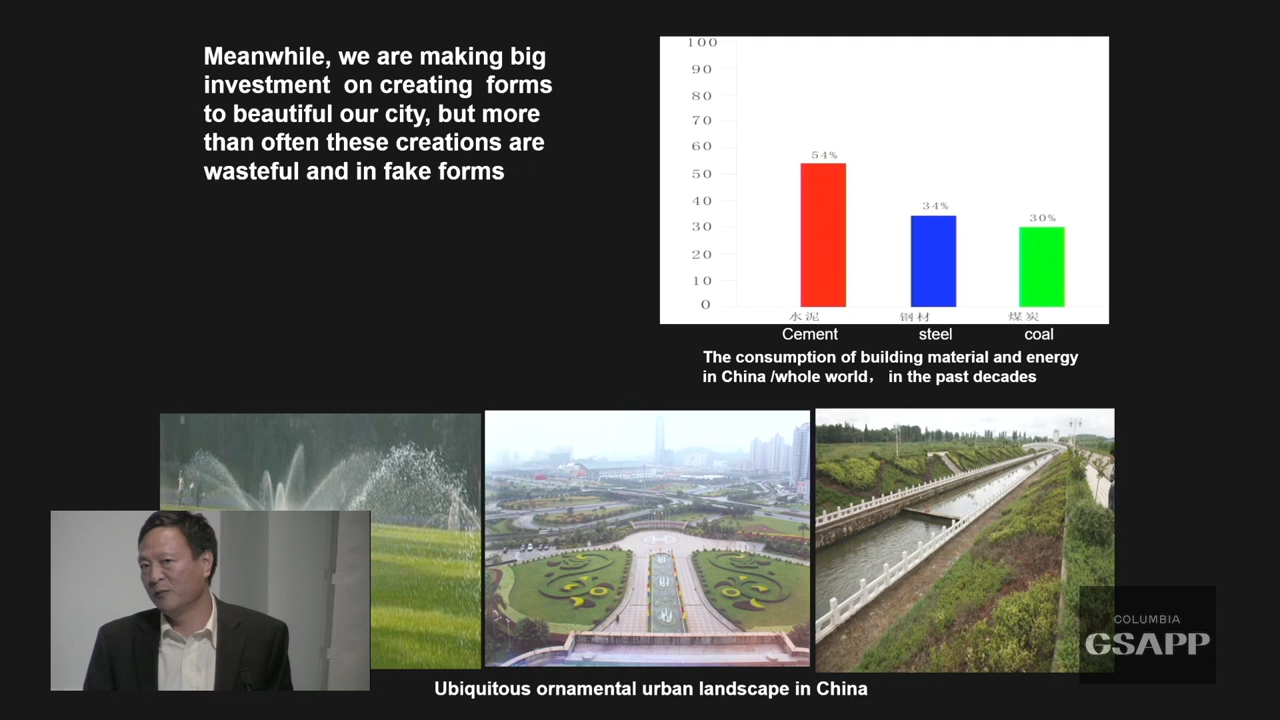 Meanwhile, we are making big
investment on creating forms
to beautiful our city, but more
than often these creations are
wasteful and in fake forms
100
90
80
70
60
50
40
30
20
10
0
54%
34%
30%
水泥 钢材 煤炭
Cement steel coal
The consumption of building material and energy
in China /whole world， in the past decades
Ubiquitous ornamental urban landscape in China
COLUMBIA
GSAPP